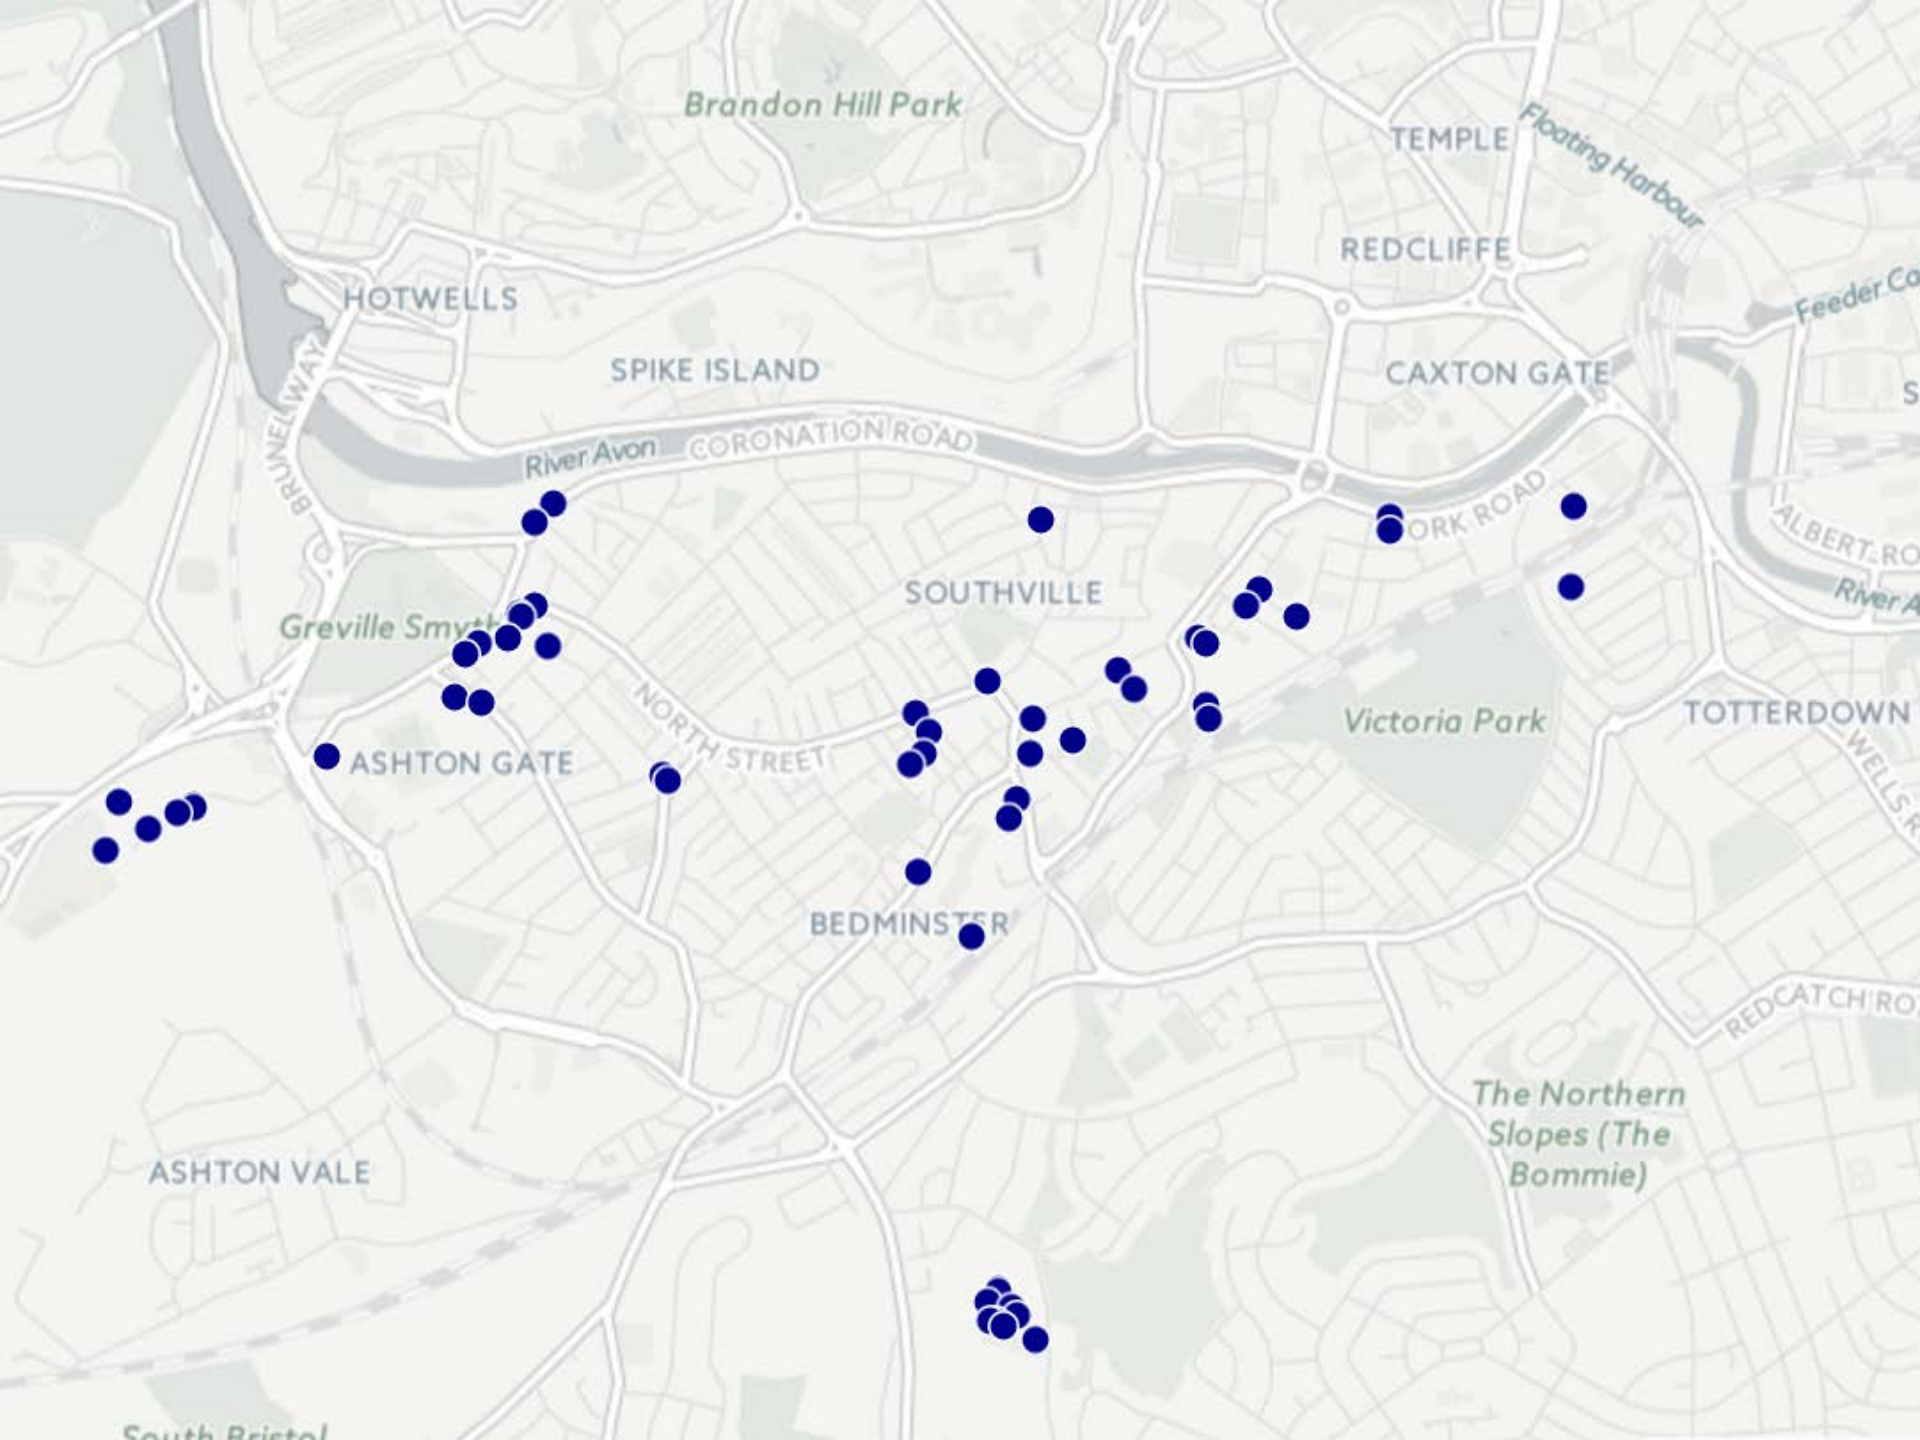 Brandon Hill Park
TEMPLE
Floating Harbour
REDCLIFFE
HOTWELLS
Feeder
SPIKE ISLAND
CAXTON GATE
BRUNEL WAY
River Avon
CORONATION ROAD
ORK ROAD
ALBERT RO
River A
SOUTHVILLE
Greville Smyth
NORTH STREET
Victoria Park
TOTTERDOWN
ASHTON GATE
WELLS R
BEDMINSTER
REDCATCH RO
The Northern
Slopes (The
Bommie)
ASHTON VALE
South Bristol